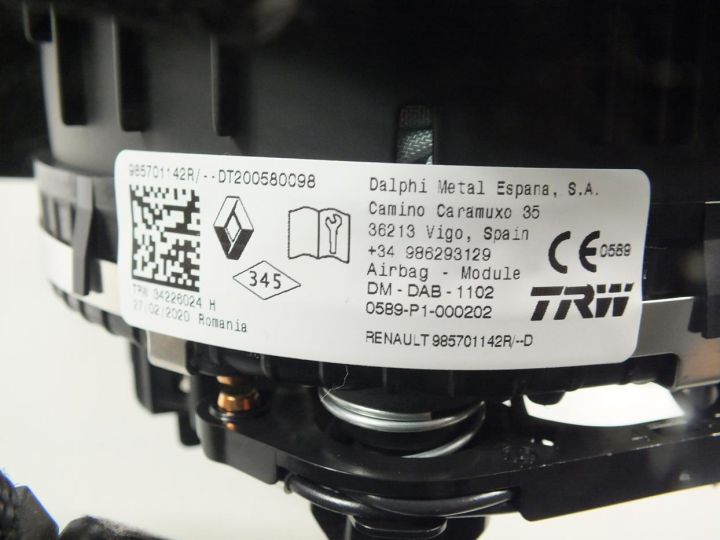 985701142R/--DT200580098
345
TRW 34226024 H
27/02/2020 Romania
Dalphi Metal Espana, S.A.
Camino Caramuxo 35
36213 Vigo, Spain
+34 986293129
Airbag - Module
DM - DAB - 1102
0589-P1-000202
RENAULT 985701142R/--D
CE 0589
TRW